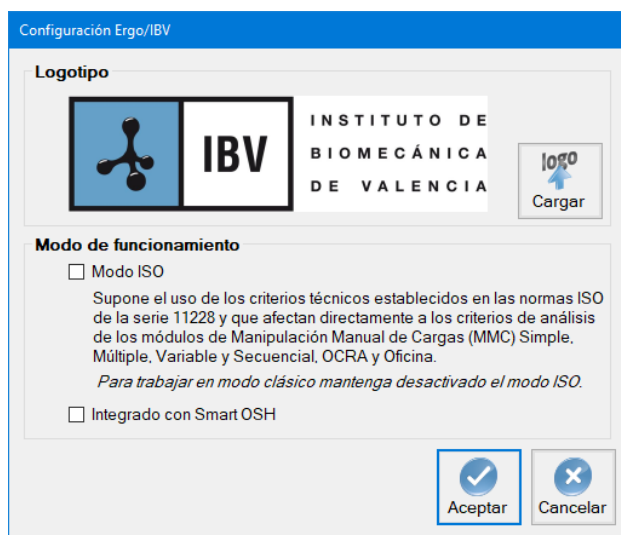 Configuración Ergo/IBV
Logotipo
IBV
INSTITUTO DE
BIOMECÁNICA
DE VALENCIA
logo
Cargar
Modo de funcionamiento
Modo ISO
Supone el uso de los criterios técnicos establecidos en las normas ISO
de la serie 11228 y que afectan directamente a los criterios de análisis
de los módulos de Manipulación Manual de Cargas (MMC) Simple,
Múltiple, Variable y Secuencial, OCRA y Oficina.
Para trabajar en modo clásico mantenga desactivado el modo ISO.
Integrado con Smart OSH
Aceptar
Cancelar